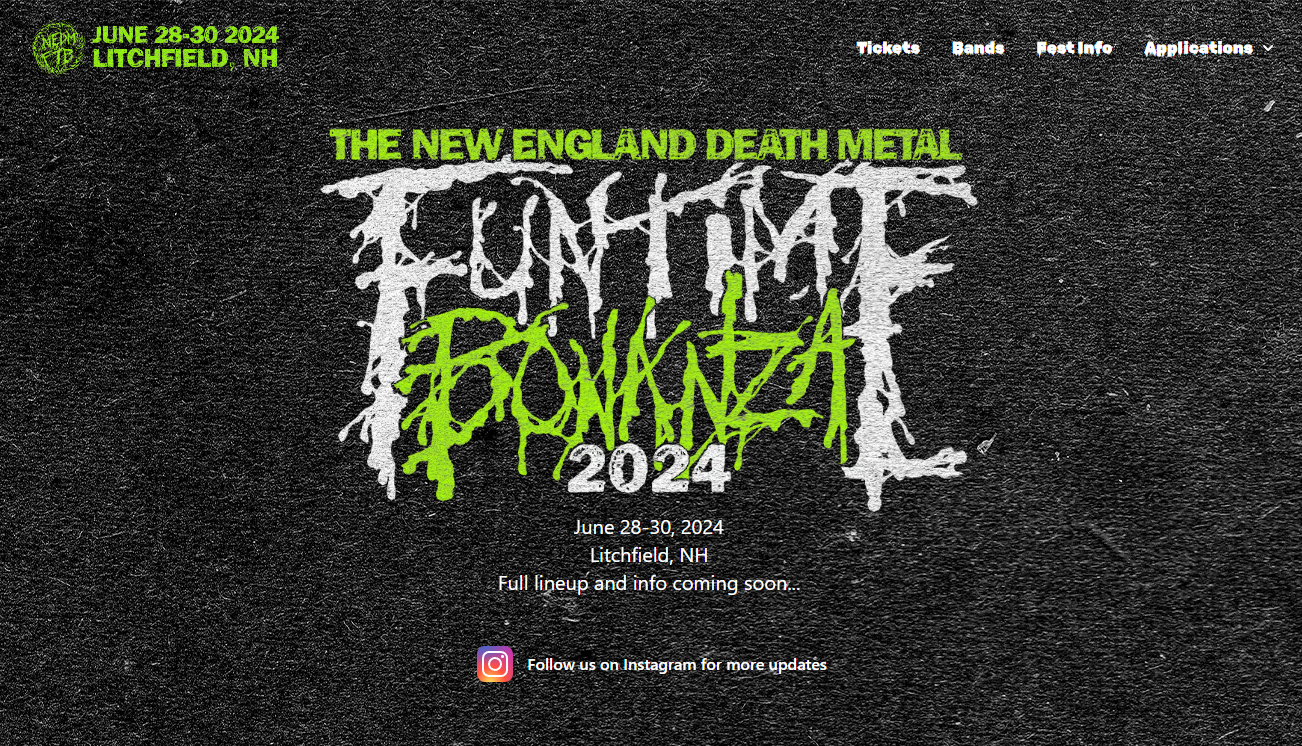 NEDM
FTB
JUNE 28-30 2024
LITCHFIELD, NH
Tickets
Bands
Fest Info
Applications
THE NEW ENGLAND DEATH METAL
FUNTIME
BONANZA
2024
June 28-30, 2024
Litchfield, NH
Full lineup and info coming soon...
Follow us on Instagram for more updates